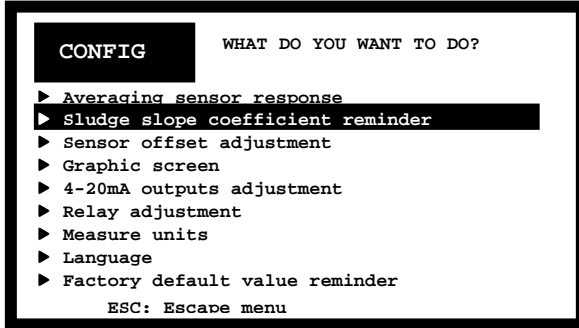 CONFIG
WHAT DO YOU WANT TO DO?
Averaging sensor response
Sludge slope coefficient reminder
Sensor offset adjustment
Graphic screen
4-20mA outputs adjustment
Relay adjustment
Measure units
Language
Factory default value reminder
ESC: Escape menu